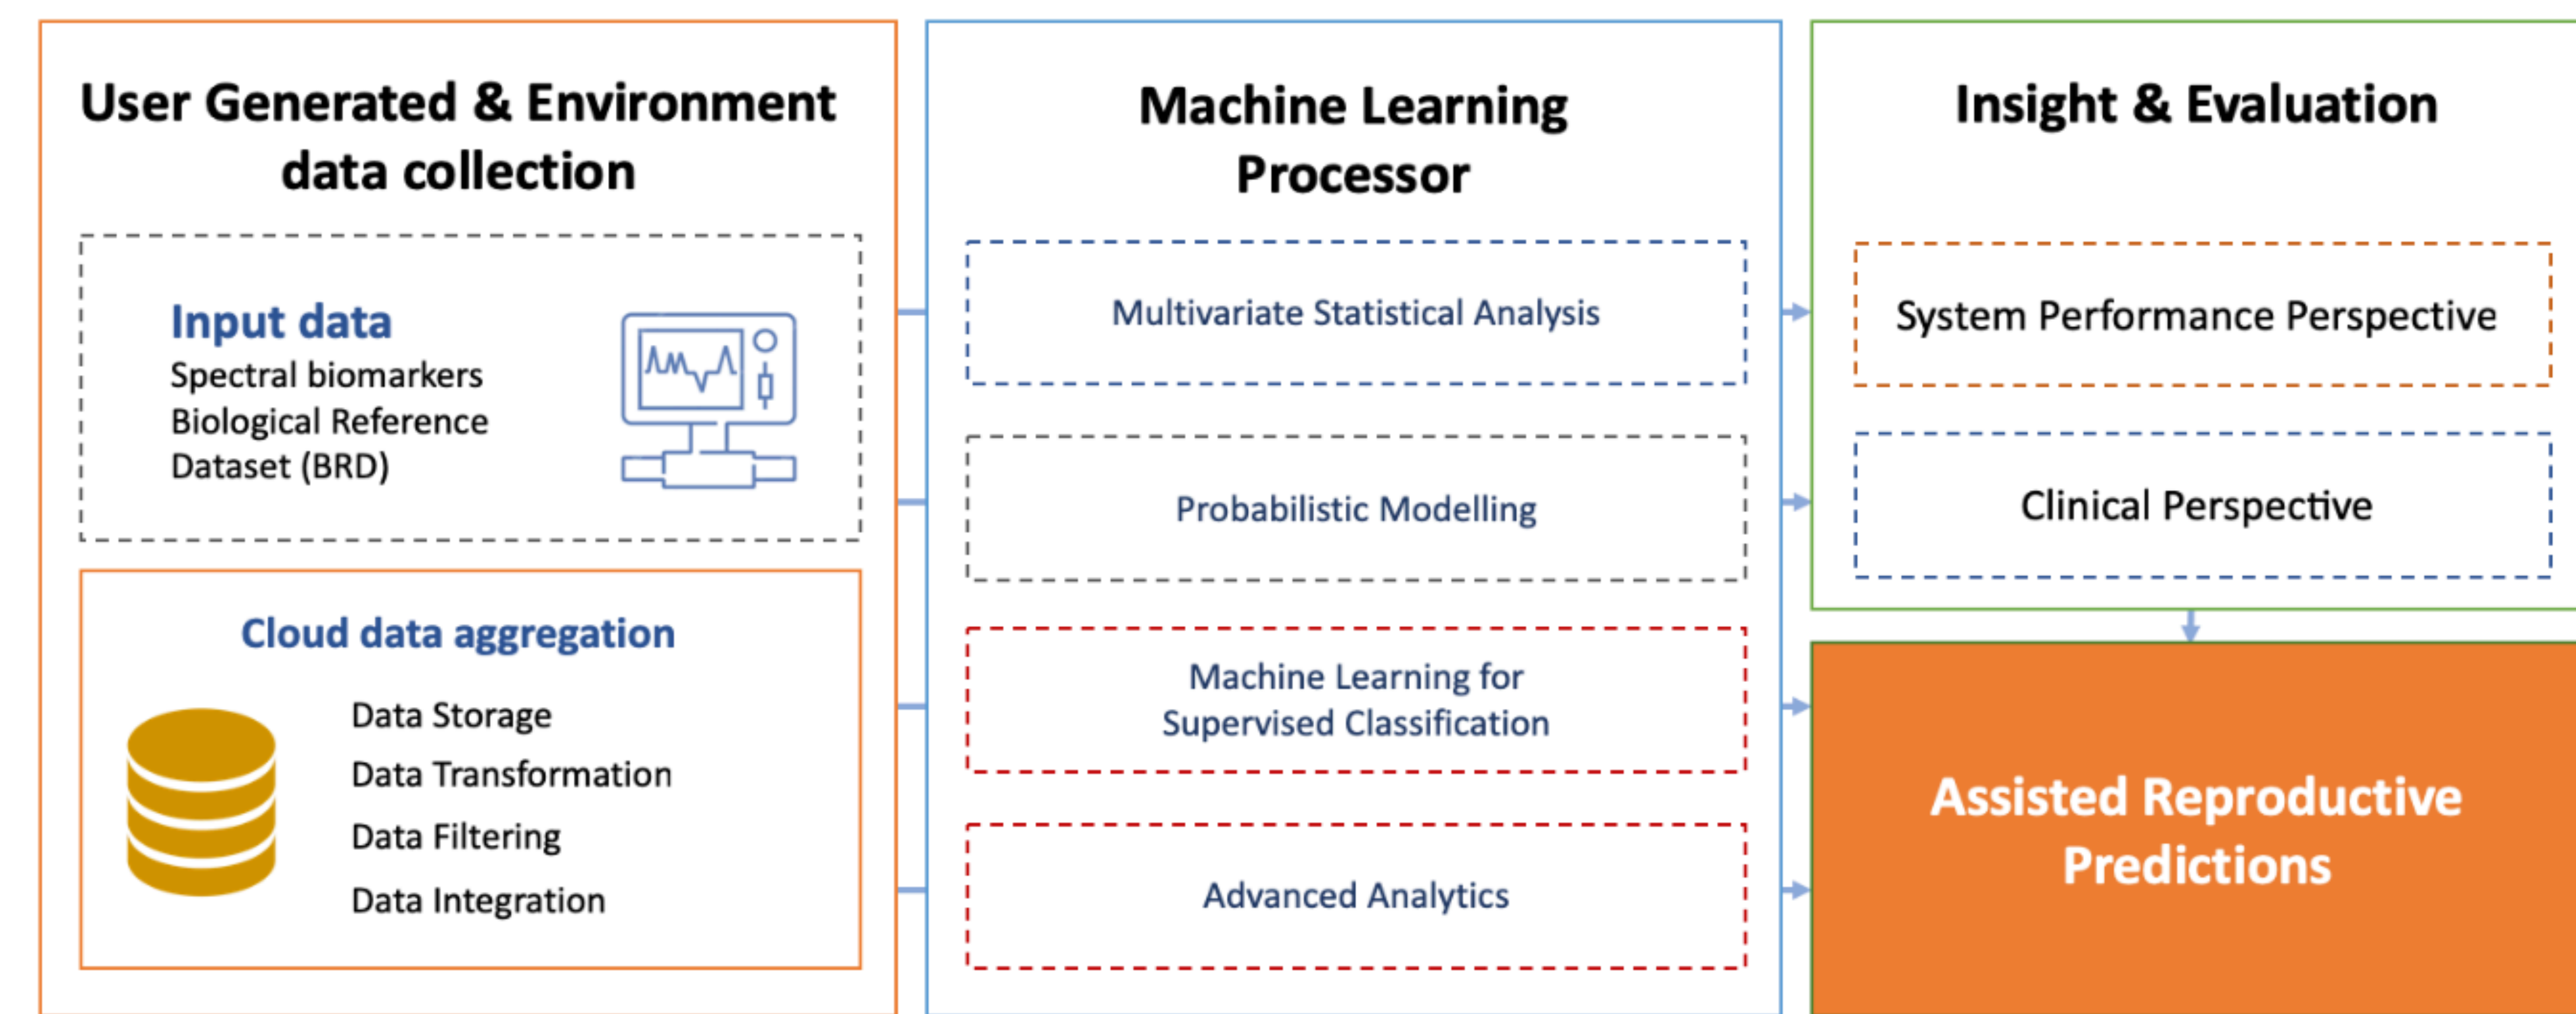 User Generated & Environment
data collection
Input data
Spectral biomarkers
Biological Reference
Dataset (BRD)
Cloud data aggregation
Data Storage
Data Transformation
Data Filtering
Data Integration
Machine Learning
Processor
Multivariate Statistical Analysis
Probabilistic Modelling
Machine Learning for
Supervised Classification
Advanced Analytics
Insight & Evaluation
System Performance Perspective
Clinical Perspective
Assisted Reproductive
Predictions